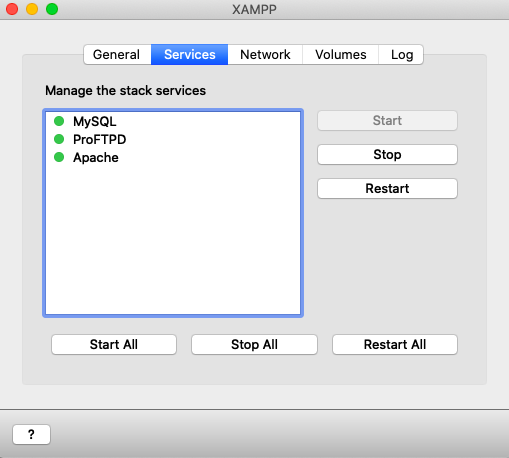 XAMPP
General Services Network Volumes Log
Manage the stack services
MySQL
ProFTPD
Apache
Start
Stop
Restart
Start All Stop All Restart All
?